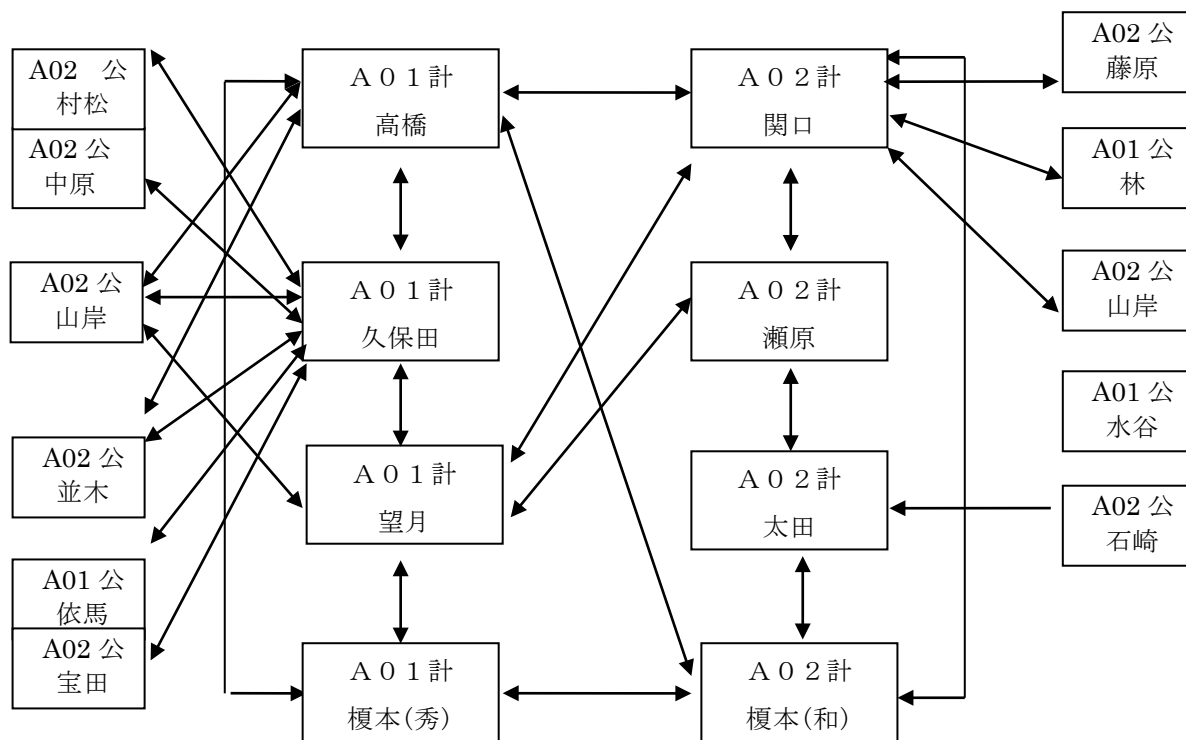 A02 公
村松
A02 公
中原
A02 公
山岸
A02 公
並木
A01 公
依馬
A02 公
宝田
Ａ０１計
高橋
Ａ０１計
久保田
Ａ０１計
望月
Ａ０１計
榎本(秀)
Ａ０２計
関口
Ａ０２計
瀬原
Ａ０２計
太田
Ａ０２計
榎本(和)
A02 公
藤原
A01 公
林
A02 公
山岸
A01 公
水谷
A02 公
石崎